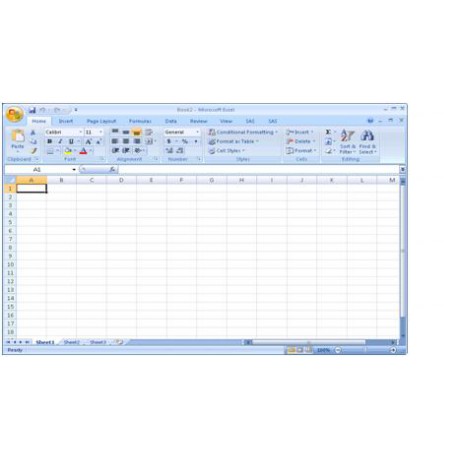 Book2 - Microsoft Excel
Home Insert Page Layout Formulas Data Review View SAS SAS
Calibri 11 General Conditional Formatting Insert
Paste B I U $ % , Format as Table Delete Sort & Find &
A Cell Styles Format Filter Select
Clipboard Font Alignment Number Styles Cells Editing
A1 fx
A B C D E F G H I J K L M
1
2
3
4
5
6
7
8
9
10
11
12
13
14
15
16
17
18
Sheet1 Sheet2 Sheet3
Ready 100%